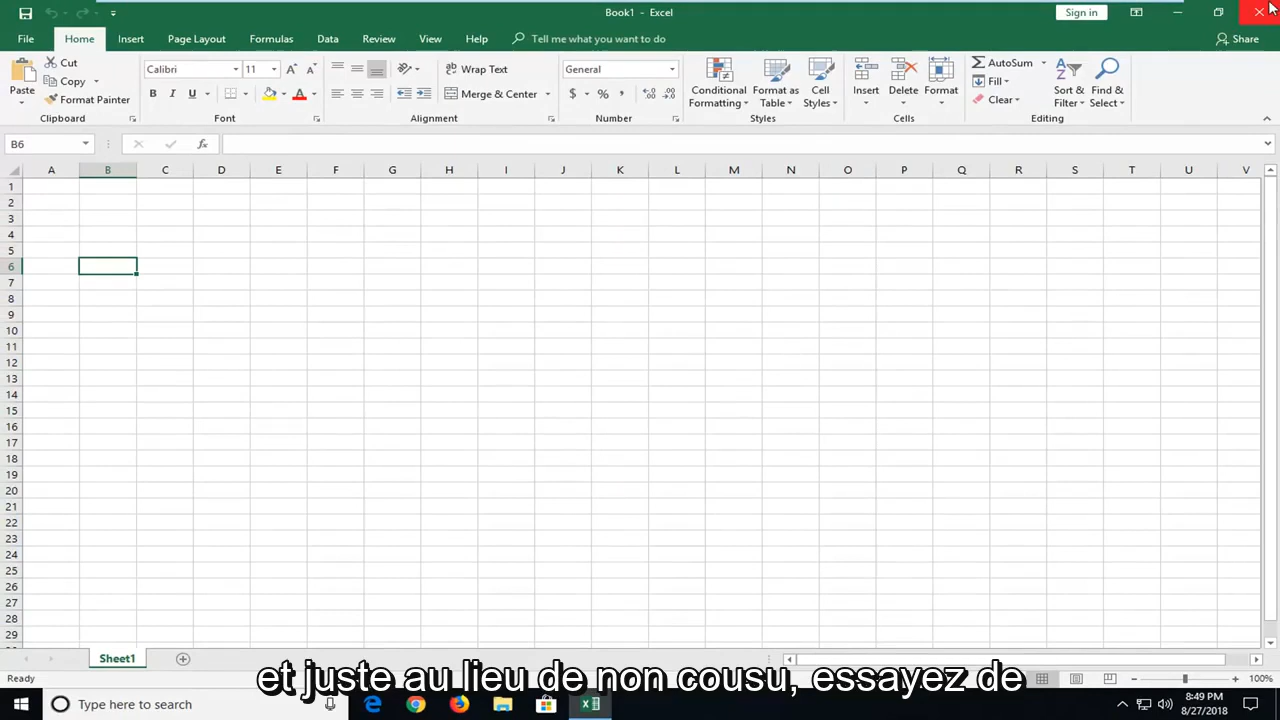 Book1 - Excel
Sign in
File Home Insert Page Layout Formulas Data Review View Help Tell me what you want to do Share
Paste
Cut
Copy
Format Painter
Clipboard
Calibri 11
B I U A
Font
Wrap Text
Merge & Center
Alignment
General
$ % ,
Number
Conditional Formatting
Format as Table
Cell Styles
Styles
Insert
Delete
Format
Cells
AutoSum
Fill
Clear
Sort & Filter
Find & Select
Editing
B6
fx
A B C D E F G H I J K L M N O P Q R S T U V
1
2
3
4
5
6
7
8
9
10
11
12
13
14
15
16
17
18
19
20
21
22
23
24
25
26
27
28
29
Sheet1
Ready
100%
et juste au lieu de non cousu, essayez de
Type here to search
8:49 PM
8/27/2018